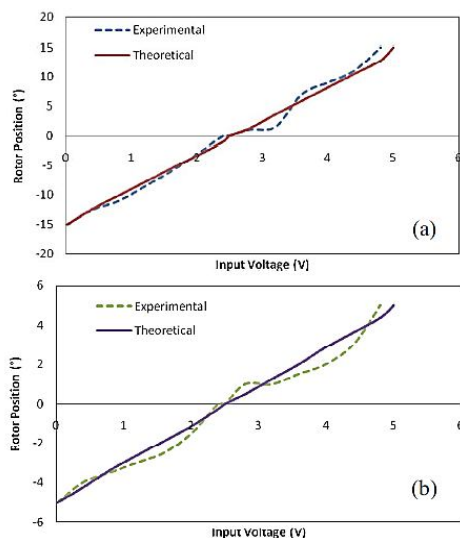 20
15
10
5
0
-5
-10
-15
-20
0 1 2 3 4 5 6
Rotor Position (°)
Input Voltage (V)
Experimental
Theoretical
(a)
6
4
2
0
-2
-4
-6
0 1 2 3 4 5 6
Rotor Position (°)
Input Voltage (V)
Experimental
Theoretical
(b)